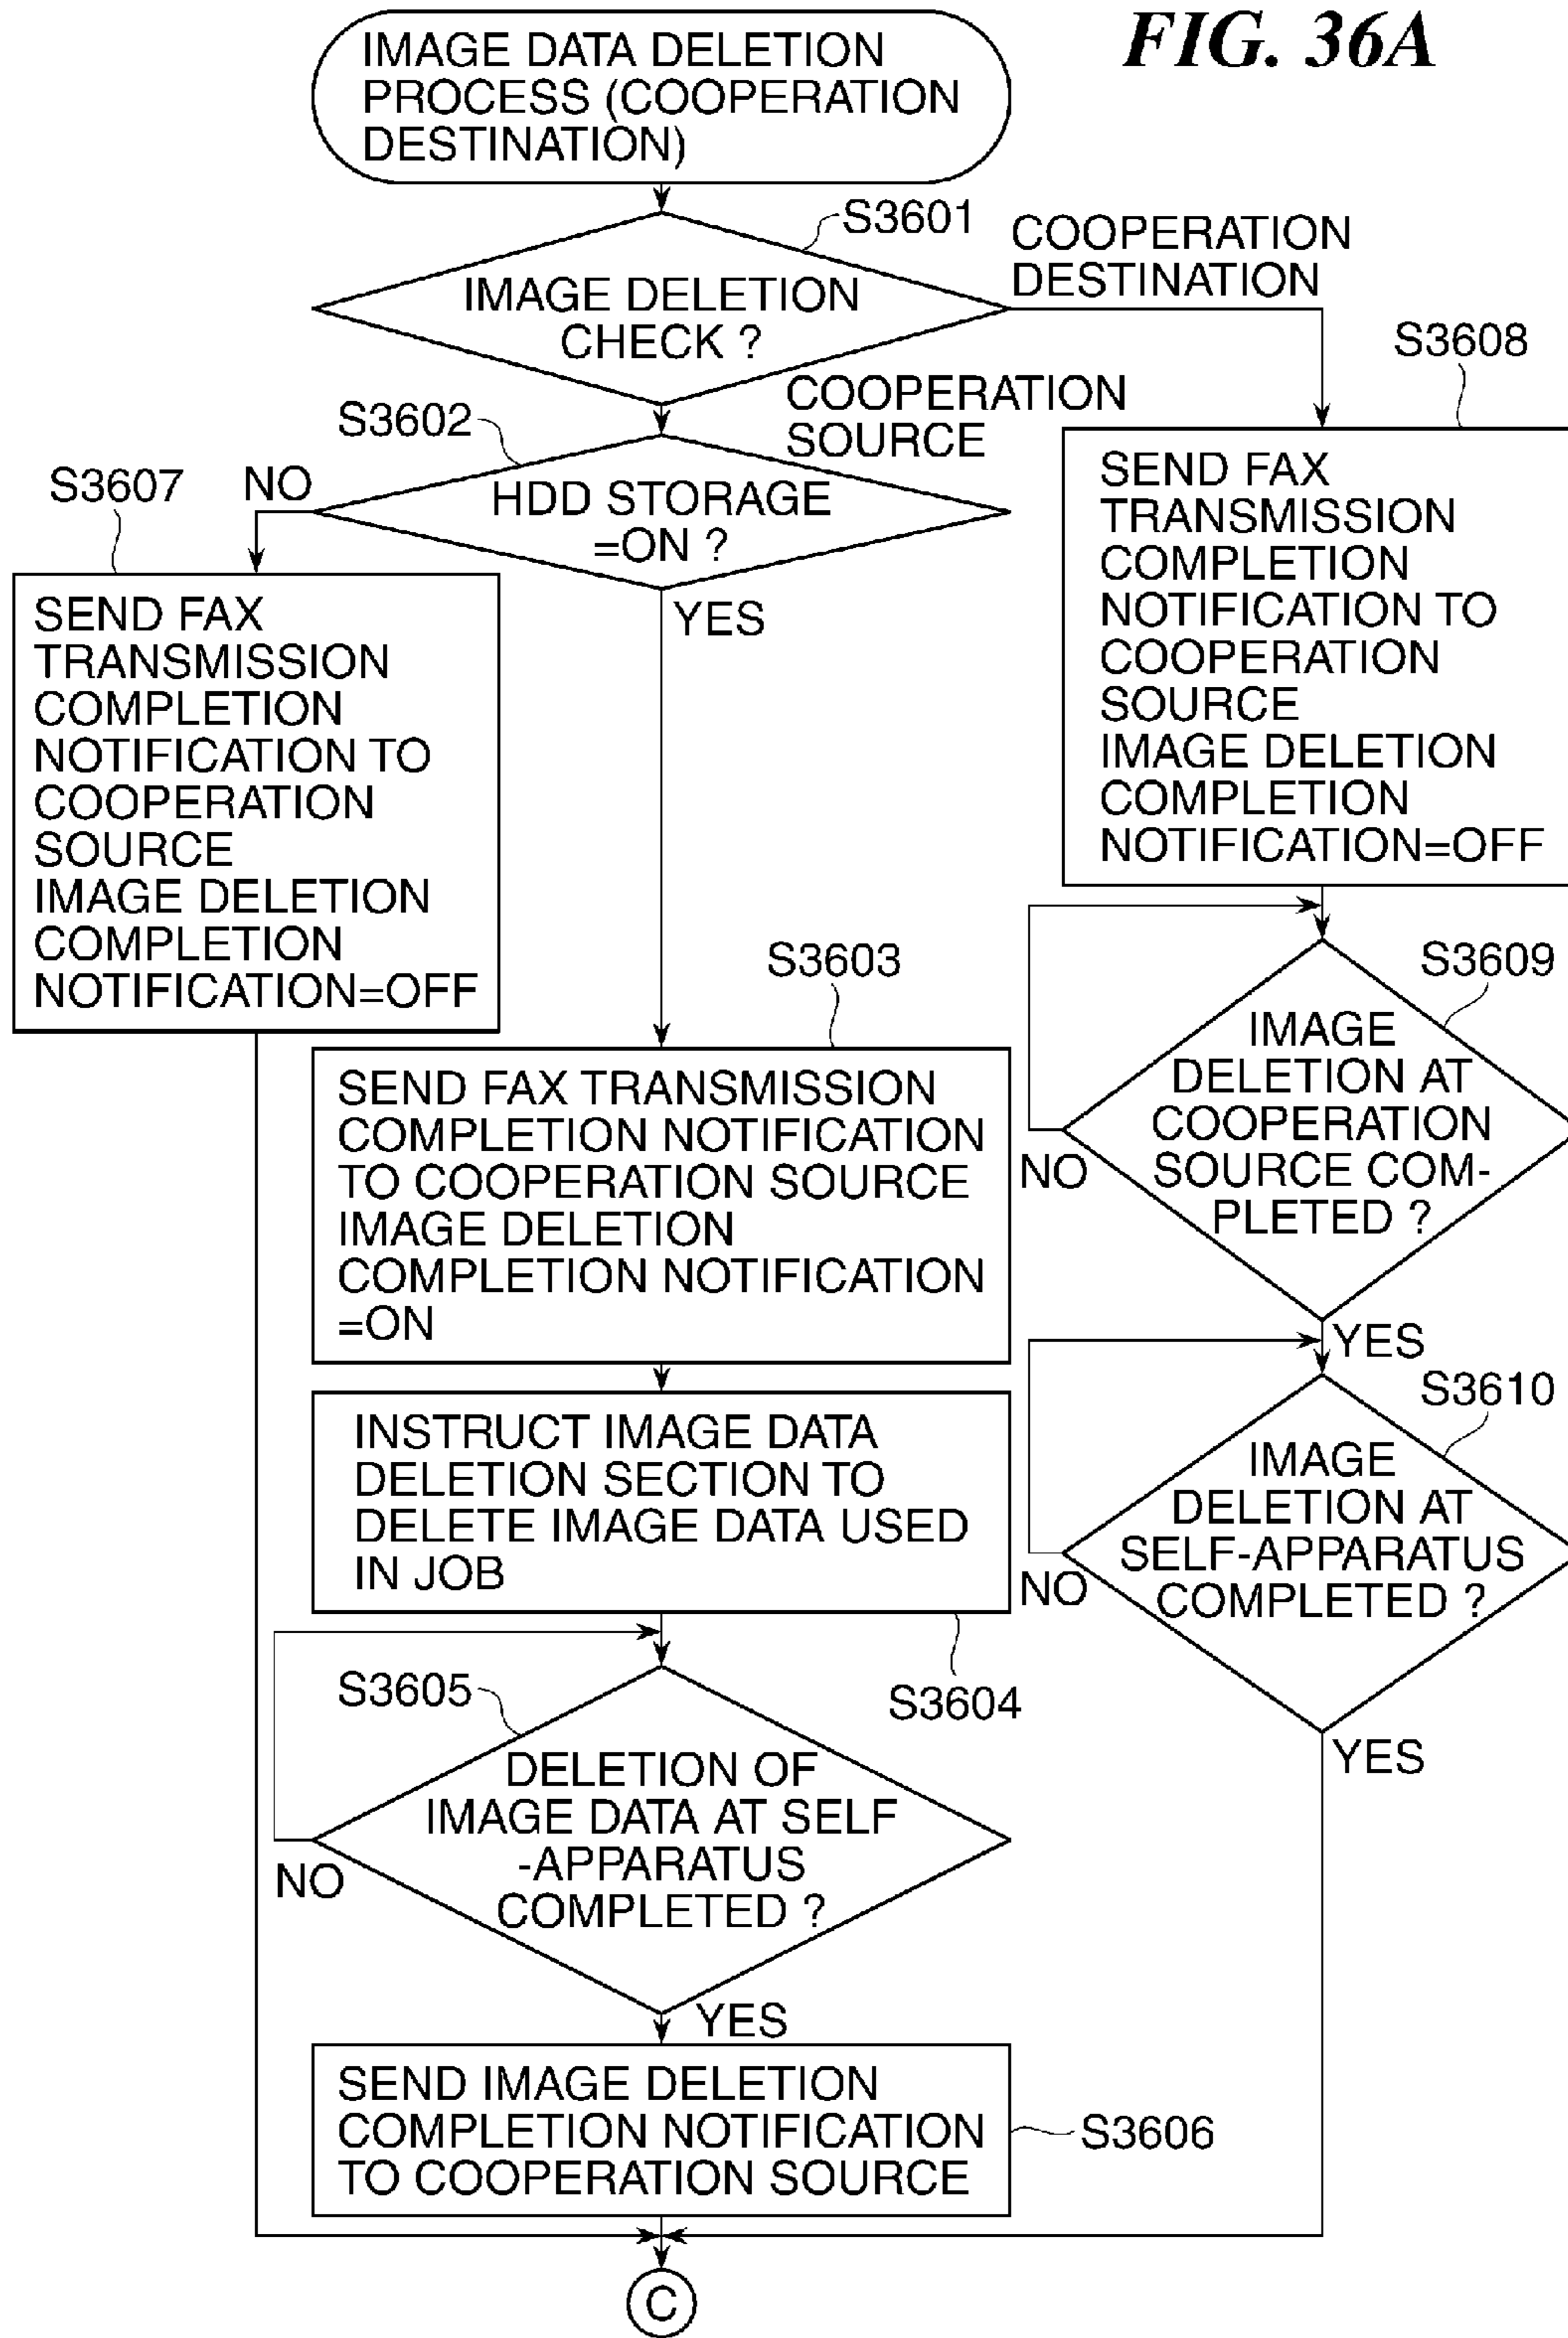 FIG. 36A
IMAGE DATA DELETION
PROCESS (COOPERATION
DESTINATION)
S3601
IMAGE DELETION
CHECK ?
COOPERATION
DESTINATION
COOPERATION
SOURCE
S3602
HDD STORAGE
=ON ?
NO
YES
S3607
SEND FAX
TRANSMISSION
COMPLETION
NOTIFICATION TO
COOPERATION
SOURCE
IMAGE DELETION
COMPLETION
NOTIFICATION=OFF
S3603
SEND FAX TRANSMISSION
COMPLETION NOTIFICATION
TO COOPERATION SOURCE
IMAGE DELETION
COMPLETION NOTIFICATION
=ON
INSTRUCT IMAGE DATA
DELETION SECTION TO
DELETE IMAGE DATA USED
IN JOB
S3604
S3605
DELETION OF
IMAGE DATA AT SELF
-APPARATUS
COMPLETED ?
NO
YES
SEND IMAGE DELETION
COMPLETION NOTIFICATION
TO COOPERATION SOURCE
S3606
S3608
SEND FAX
TRANSMISSION
COMPLETION
NOTIFICATION TO
COOPERATION
SOURCE
IMAGE DELETION
COMPLETION
NOTIFICATION=OFF
S3609
IMAGE
DELETION AT
COOPERATION
SOURCE COM-
PLETED ?
NO
YES
S3610
IMAGE
DELETION AT
SELF-APPARATUS
COMPLETED ?
NO
YES
C